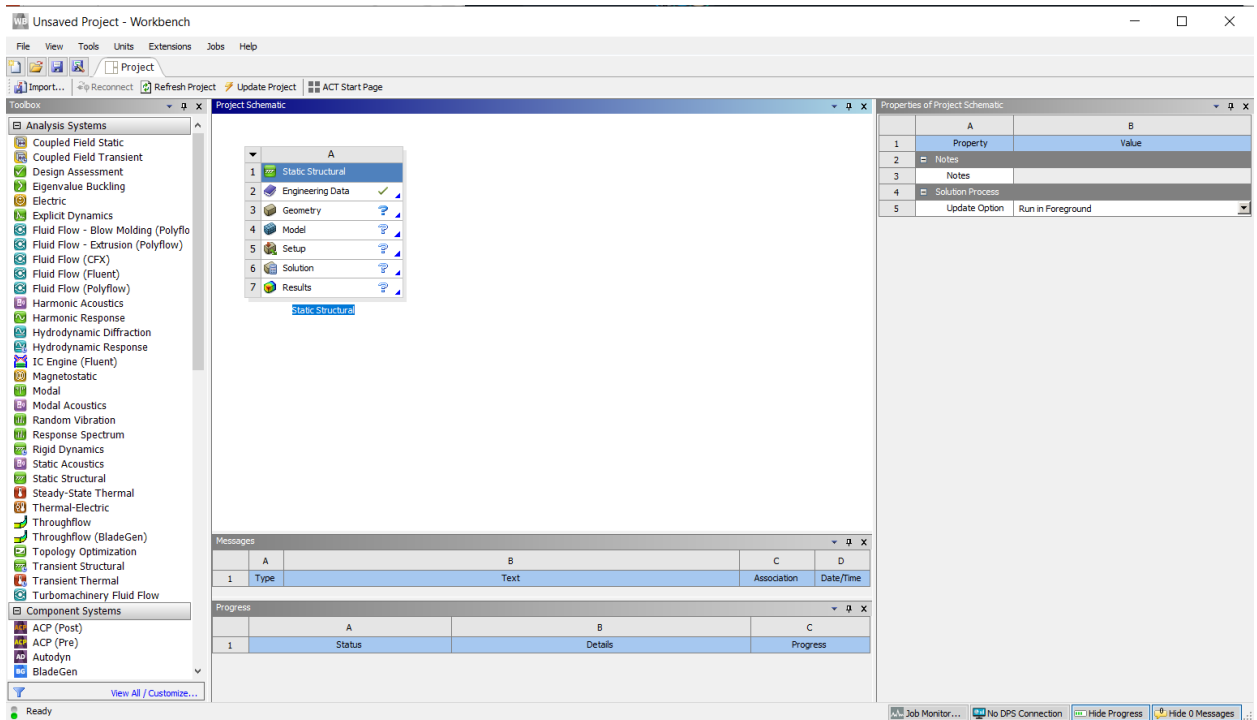 WB Unsaved Project - Workbench
File View Tools Units Extensions Jobs Help
Project
Import... Reconnect Refresh Project Update Project ACT Start Page
Toolbox
Analysis Systems
Coupled Field Static
Coupled Field Transient
Design Assessment
Eigenvalue Buckling
Electric
Explicit Dynamics
Fluid Flow - Blow Molding (Polyflo
Fluid Flow - Extrusion (Polyflow)
Fluid Flow (CFX)
Fluid Flow (Fluent)
Fluid Flow (Polyflow)
Harmonic Acoustics
Harmonic Response
Hydrodynamic Diffraction
Hydrodynamic Response
IC Engine (Fluent)
Magnetostatic
Modal
Modal Acoustics
Random Vibration
Response Spectrum
Rigid Dynamics
Static Acoustics
Static Structural
Steady-State Thermal
Thermal-Electric
Throughflow
Throughflow (BladeGen)
Topology Optimization
Transient Structural
Transient Thermal
Turbomachinery Fluid Flow
Component Systems
ACP (Post)
ACP (Pre)
Autodyn
BladeGen
View All / Customize...
Project Schematic
A
1 Static Structural
2 Engineering Data
3 Geometry ?
4 Model ?
5 Setup ?
6 Solution ?
7 Results ?
Static Structural
Messages
A B C D
1 Type Text Association Date/Time
Progress
A B C
1 Status Details Progress
Properties of Project Schematic
A B
1 Property Value
2 Notes
3 Notes
4 Solution Process
5 Update Option Run in Foreground
Ready
Job Monitor... No DPS Connection Hide Progress Hide 0 Messages